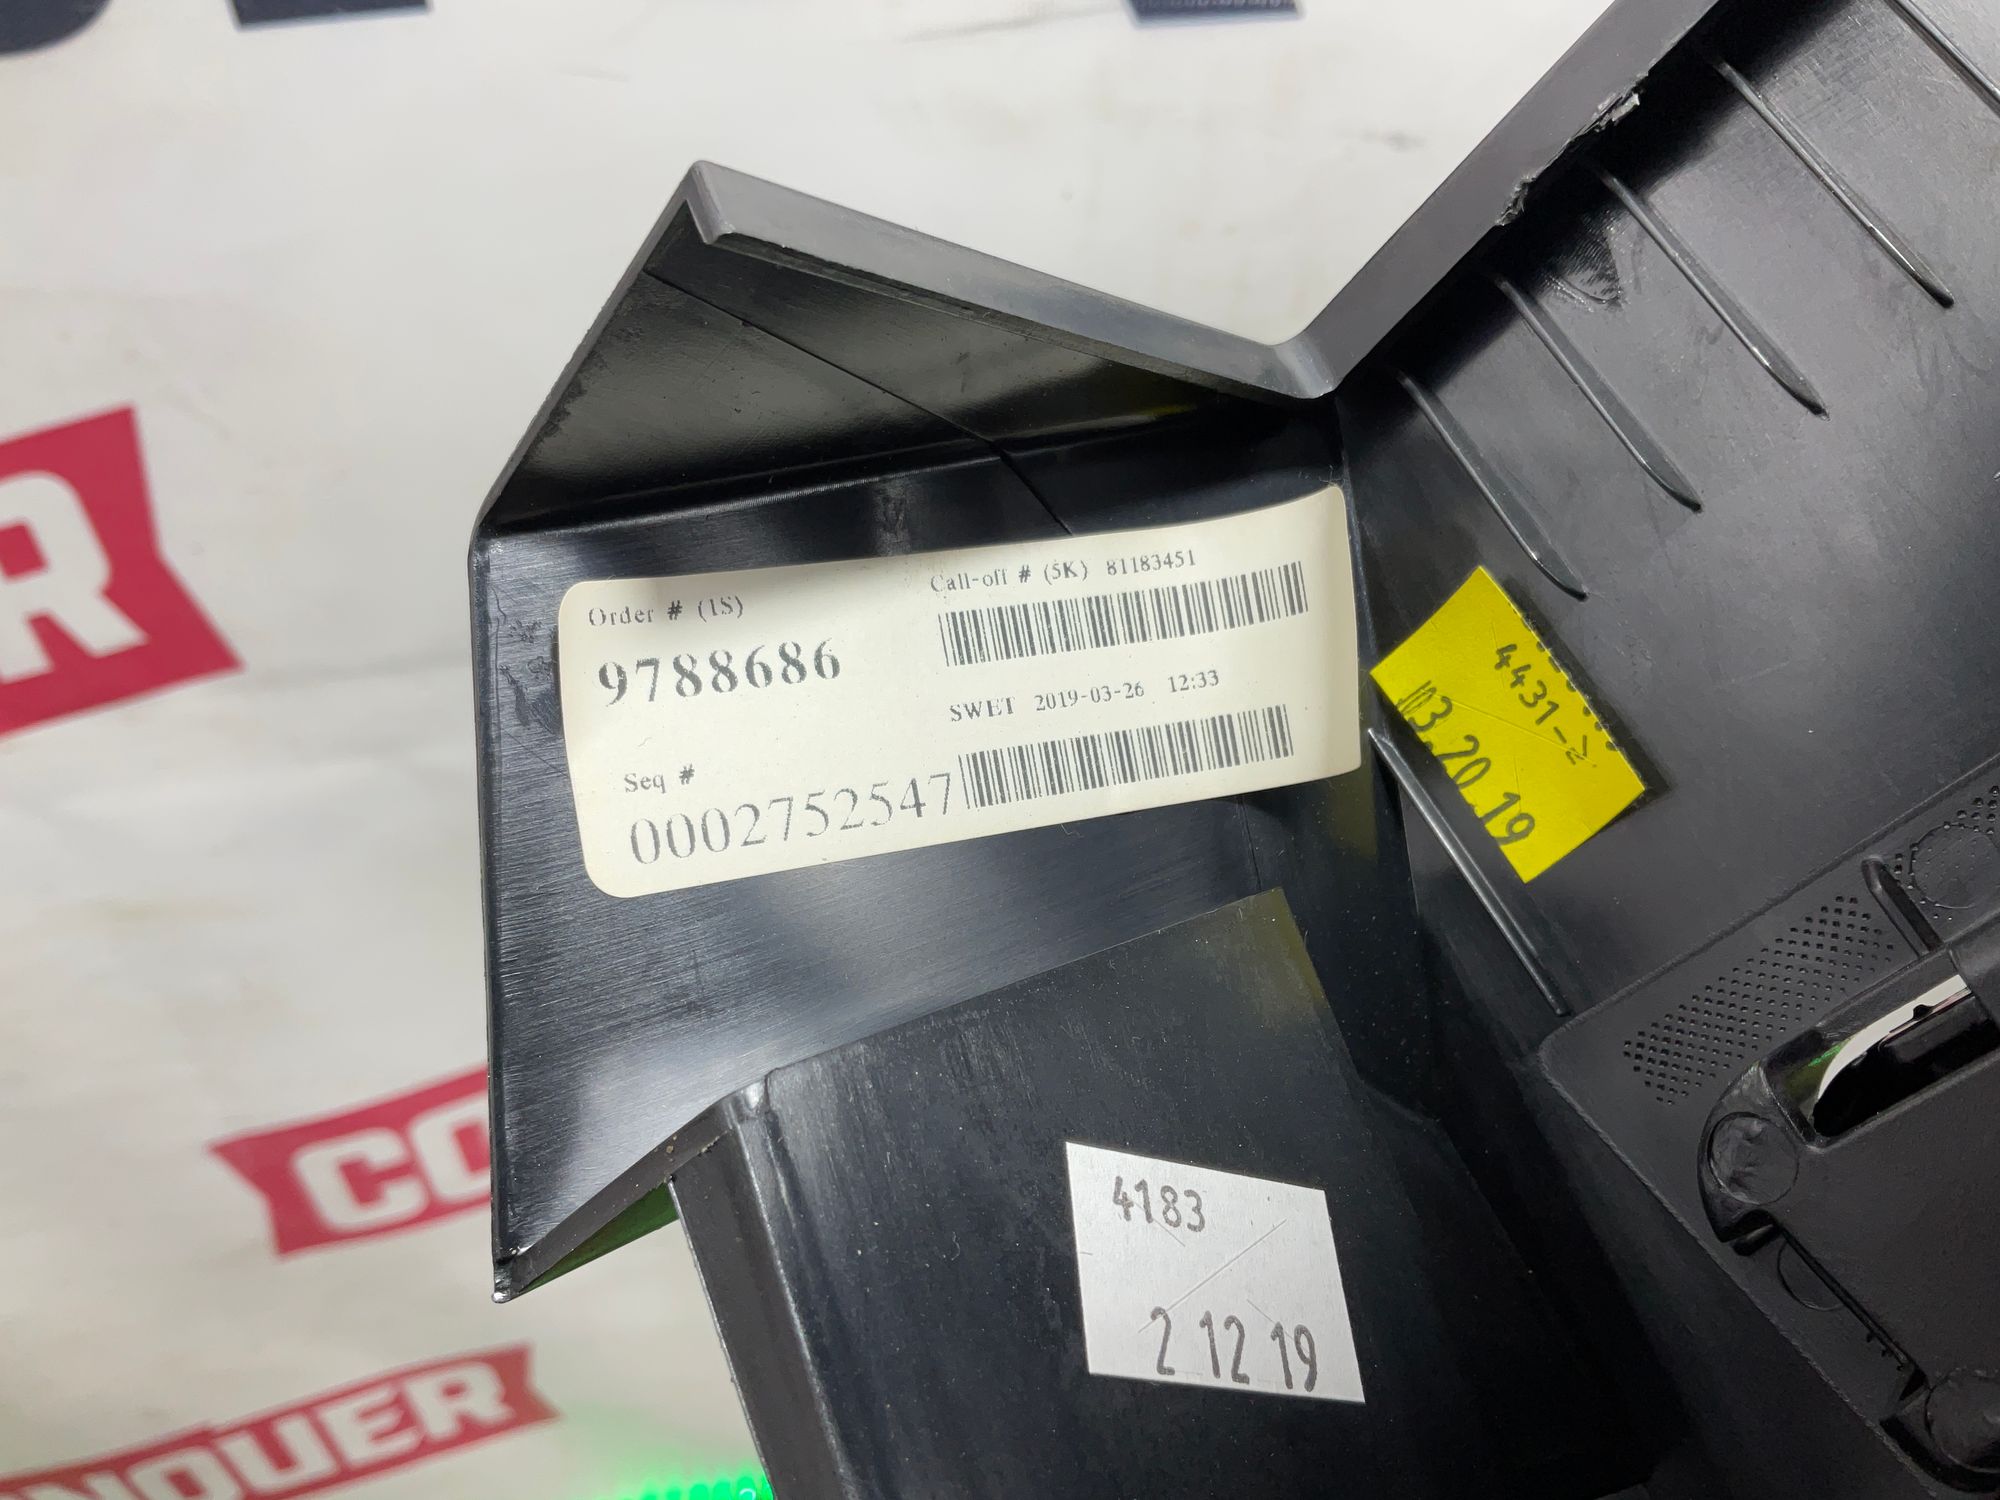 Order # (1S)
9788686
Call-off # (5K) 81183451
SWET 2019-03-26 12:33
Seq #
0002752547
4431-2
03.20.19
4183
2 12 19
R
CO
NQUER